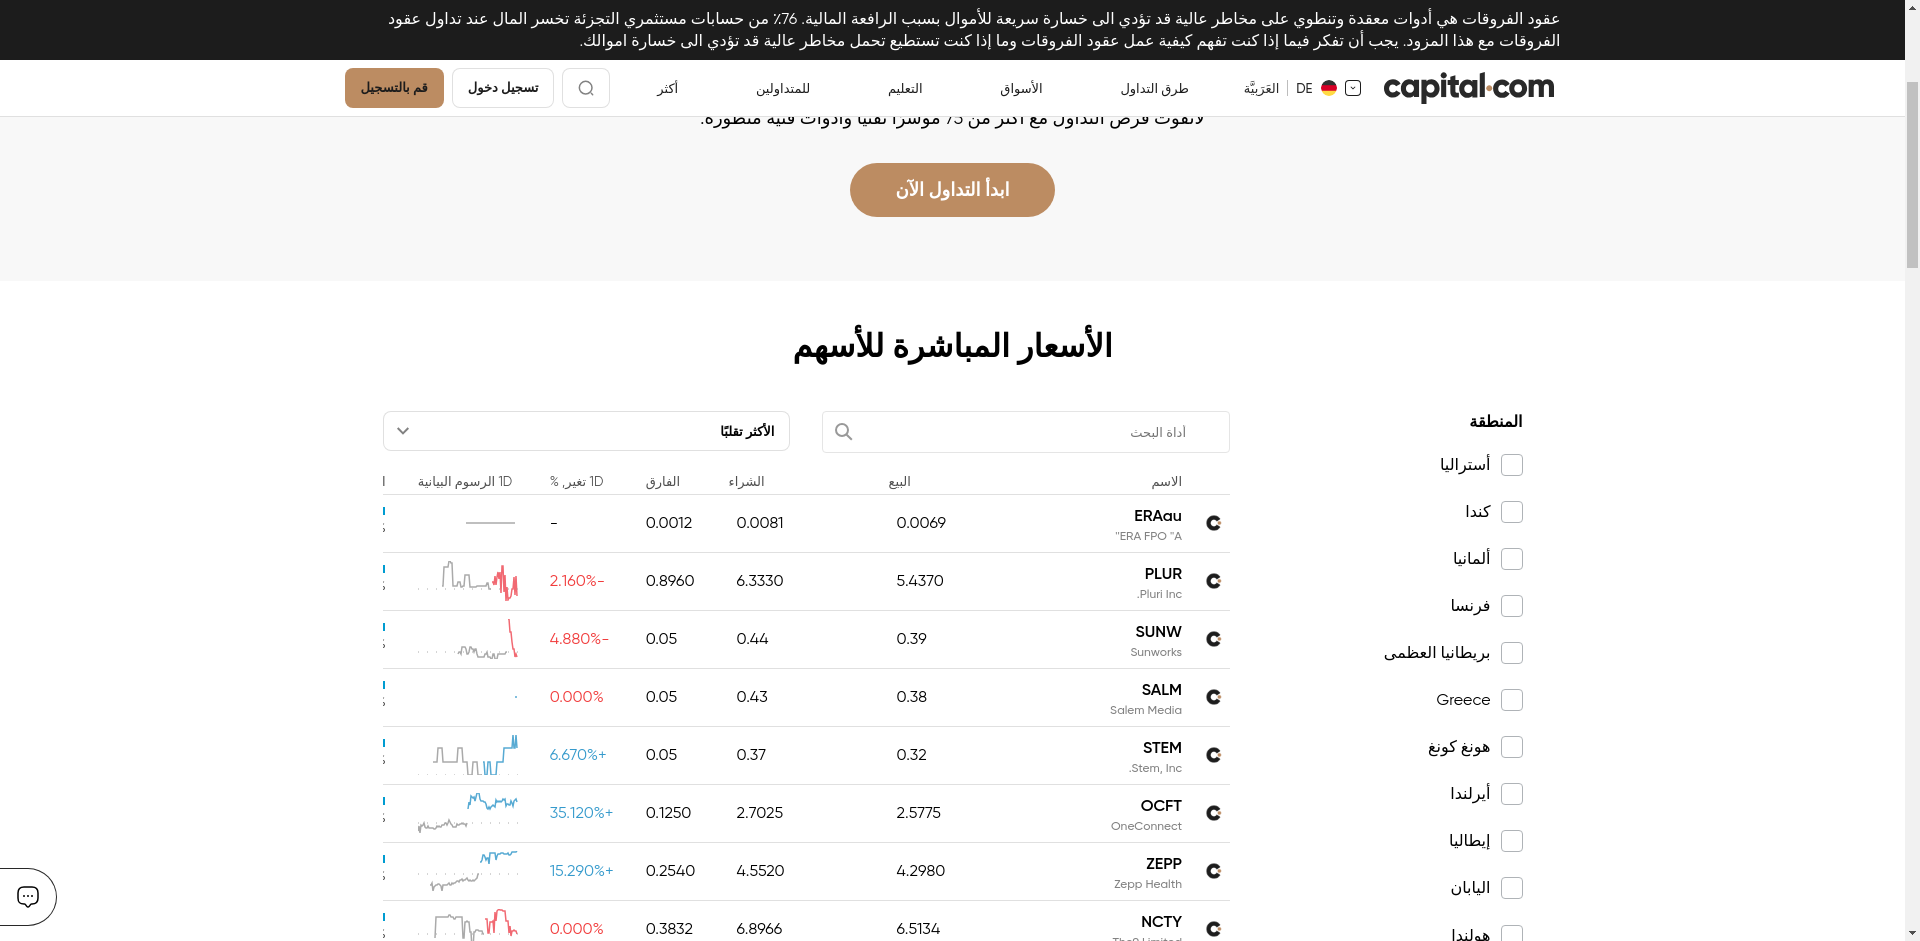 عقود الفروقات هي أدوات معقدة وتنطوي على مخاطر عالية قد تؤدي الى خسارة سريعة للأموال بسبب الرافعة المالية. 76٪ من حسابات مستثمري التجزئة تخسر المال عند تداول عقود
الفروقات مع هذا المزود. يجب أن تفكر فيما إذا كنت تفهم كيفية عمل عقود الفروقات وما إذا كنت تستطيع تحمل مخاطر عالية قد تؤدي الى خسارة اموالك.
capital.com DE العَرَبِيَّة طرق التداول الأسواق التعليم للمتداولين أكثر تسجيل دخول قم بالتسجيل
لاتفوت فرص التداول مع أكثر من 75 مؤشرًا تقنيًا وأدوات فنية متطورة.
ابدأ التداول الآن
الأسعار المباشرة للأسهم
المنطقة
أستراليا
كندا
ألمانيا
فرنسا
بريطانيا العظمى
Greece
هونغ كونغ
أيرلندا
إيطاليا
اليابان
هولندا
أداة البحث
الأكثر تقلبًا
الاسم البيع الشراء الفارق 1D تغير, % 1D الرسوم البيانية
ERAau 0.0069 0.0081 0.0012 -
"ERA FPO "A
PLUR 5.4370 6.3330 0.8960 2.160%-
.Pluri Inc
SUNW 0.39 0.44 0.05 4.880%-
Sunworks
SALM 0.38 0.43 0.05 0.000%
Salem Media
STEM 0.32 0.37 0.05 6.670%+
.Stem, Inc
OCFT 2.5775 2.7025 0.1250 35.120%+
OneConnect
ZEPP 4.2980 4.5520 0.2540 15.290%+
Zepp Health
NCTY 6.5134 6.8966 0.3832 0.000%
The9 Limited